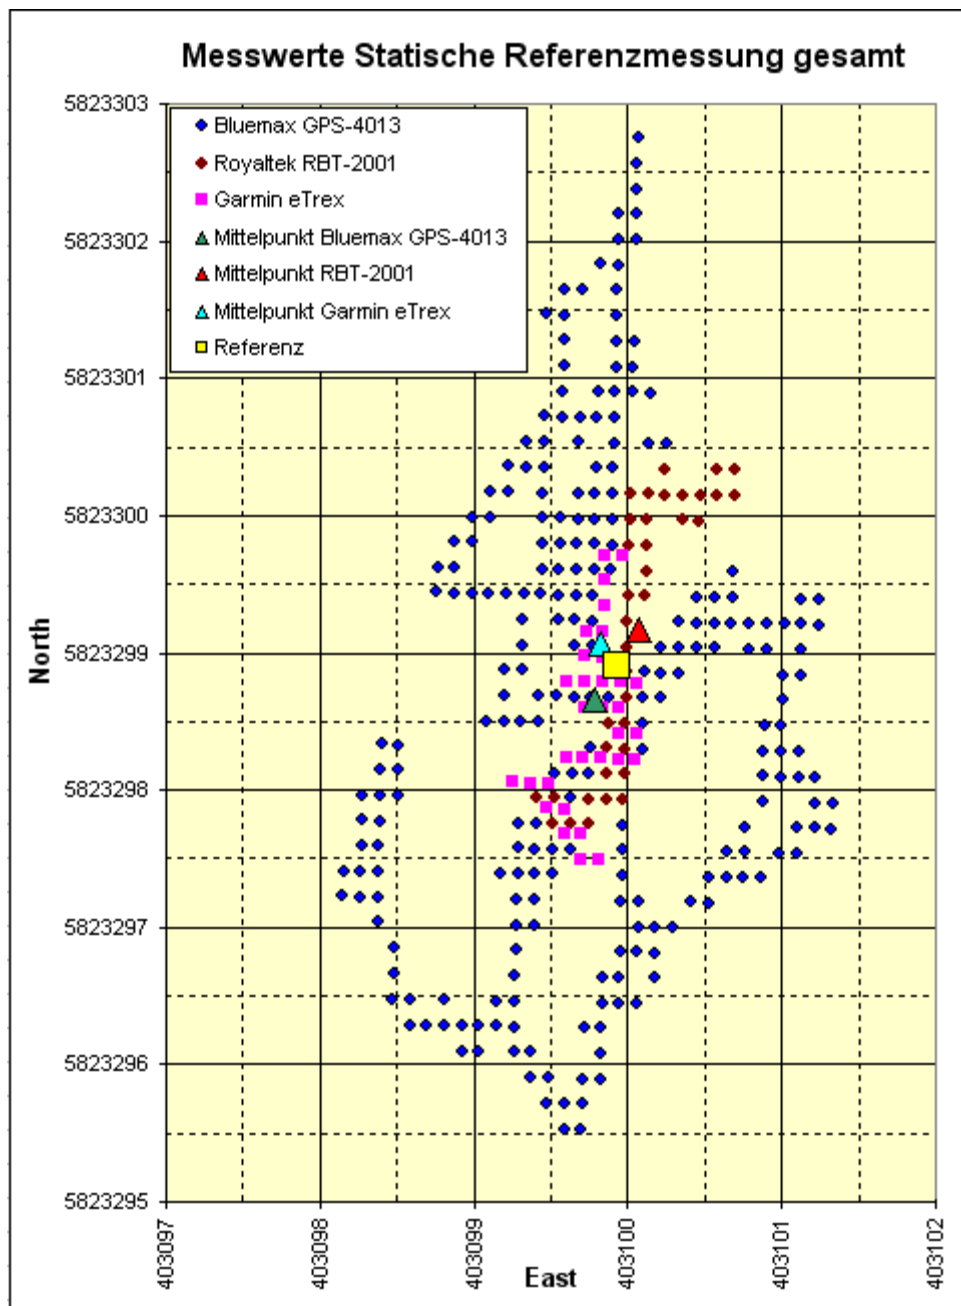 Messwerte Statische Referenzmessung gesamt
5823303
Bluemax GPS-4013
Royaltek RBT-2001
Garmin eTrex
Mittelpunkt Bluemax GPS-4013
Mittelpunkt RBT-2001
Mittelpunkt Garmin eTrex
Referenz
5823302
5823301
5823300
5823299
5823298
5823297
5823296
5823295
North
403097
403098
403099
403100
403101
403102
East